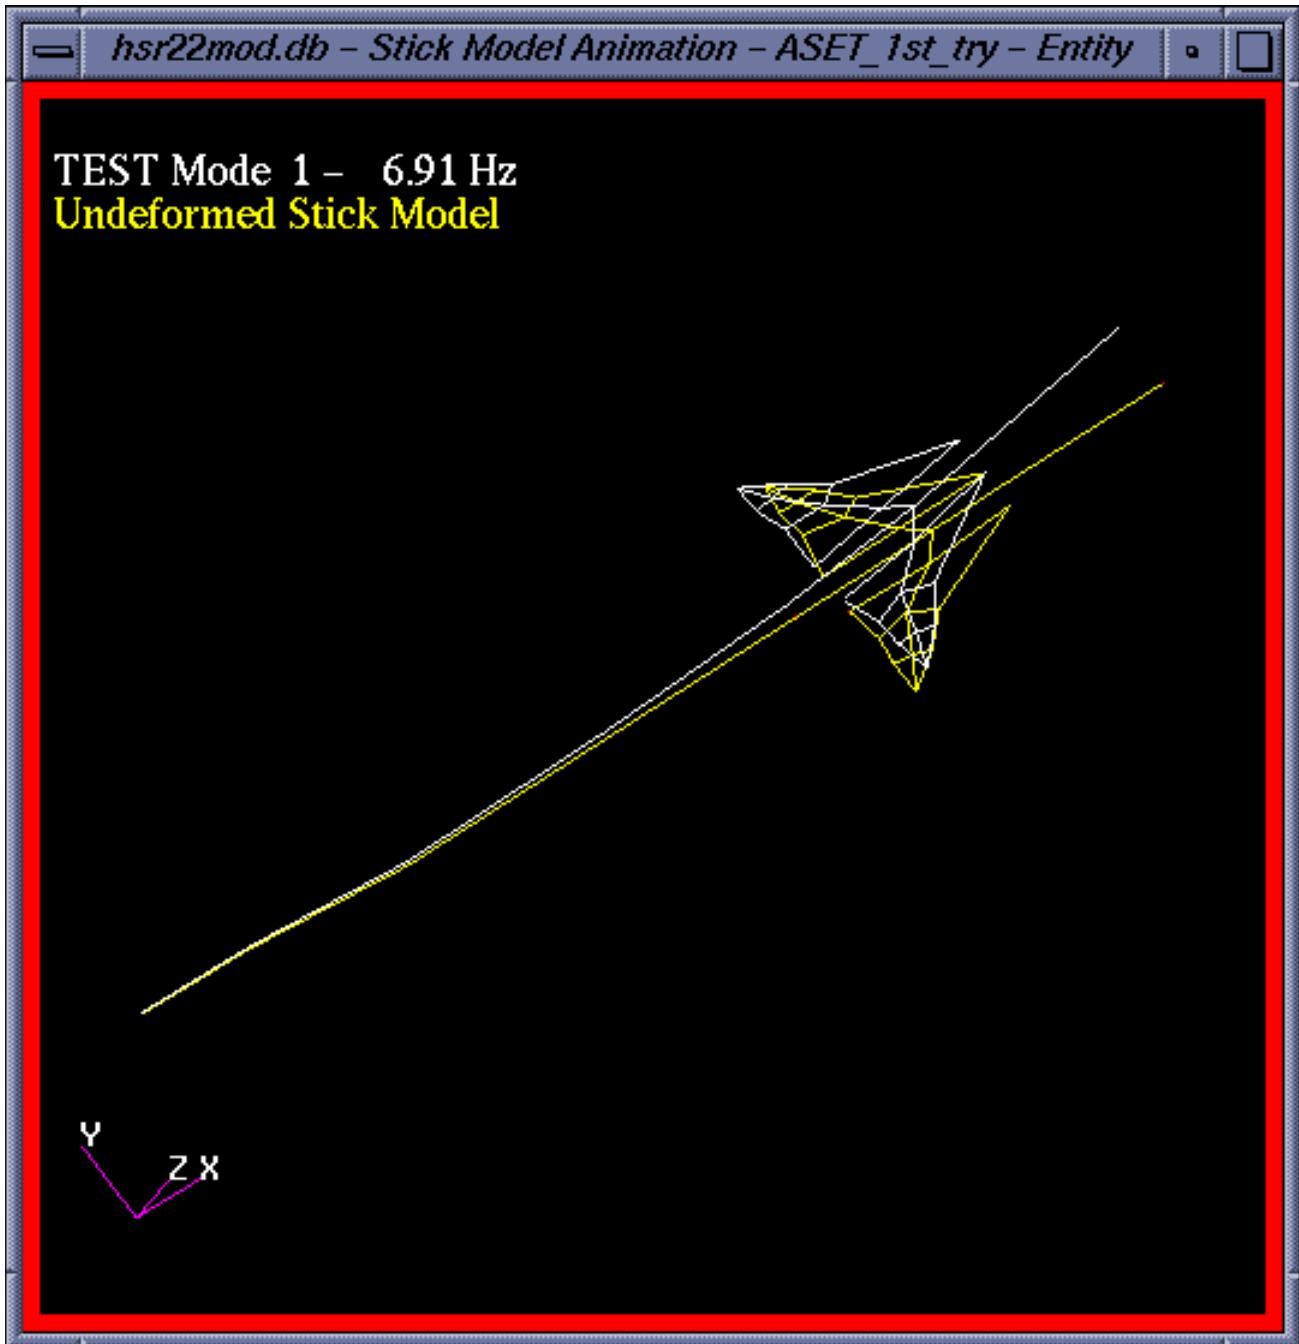 hsr22mod.db – Stick Model Animation – ASET_1st_try – Entity
TEST Mode 1 – 6.91 Hz
Undeformed Stick Model
Y
Z X